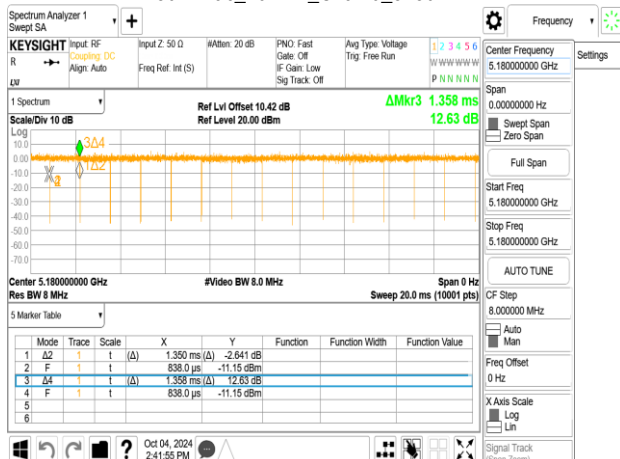 Spectrum Analyzer 1
Swept SA
Frequency
KEYSIGHT Input: RF Input Z: 50 Ω #Atten: 20 dB PNO: Fast Avg Type: Voltage 1 2 3 4 5 6
R Coupling: DC Gate: Off Trig: Free Run W W W W W W
Align: Auto Freq Ref: Int (S) IF Gain: Low P N N N N N
Sig Track: Off
LXI
1 Spectrum
Scale/Div 10 dB
Ref Lvl Offset 10.42 dB
Ref Level 20.00 dBm
ΔMkr3 1.358 ms
12.63 dB
Log
10.0
0.00
-10.0
-20.0
-30.0
-40.0
-50.0
-60.0
-70.0
3Δ4
1Δ2
X
Center 5.180000000 GHz #Video BW 8.0 MHz Span 0 Hz
Res BW 8 MHz Sweep 20.0 ms (10001 pts)
5 Marker Table
Mode Trace Scale X Y Function Function Width Function Value
1 Δ2 1 t (Δ) 1.350 ms (Δ) -2.641 dB
2 F 1 t 838.0 µs -11.15 dBm
3 Δ4 1 t (Δ) 1.358 ms (Δ) 12.63 dB
4 F 1 t 838.0 µs -11.15 dBm
5
6
?
Oct 04, 2024
2:41:55 PM
Center Frequency
5.180000000 GHz
Settings
Span
0.00000000 Hz
Swept Span
Zero Span
Full Span
Start Freq
5.180000000 GHz
Stop Freq
5.180000000 GHz
AUTO TUNE
CF Step
8.000000 MHz
Auto
Man
Freq Offset
0 Hz
X Axis Scale
Log
Lin
Signal Track